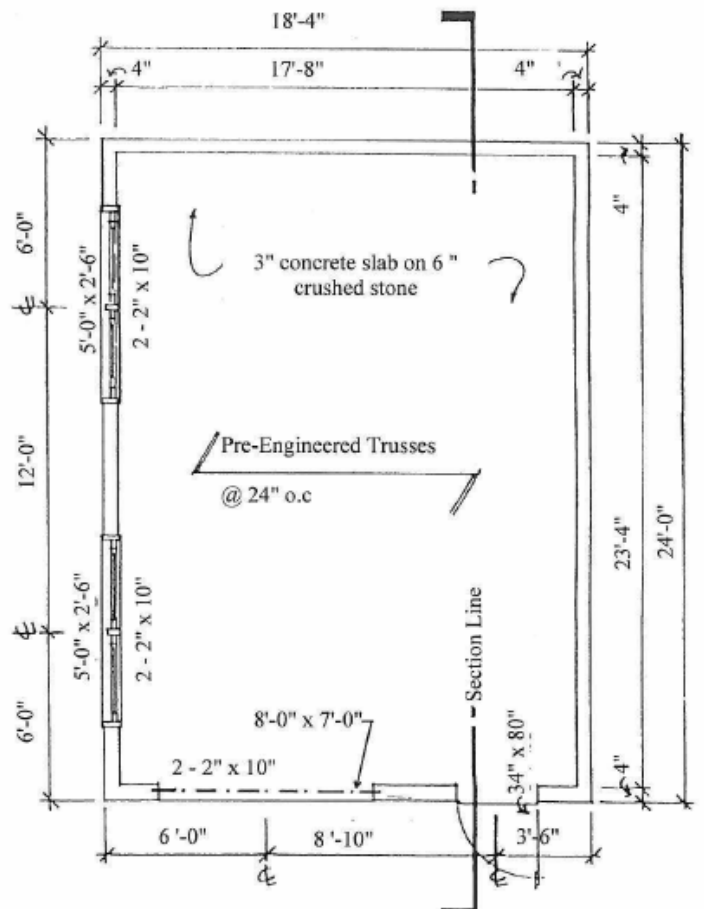 18'-4"
4"
17'-8"
4"
6'-0"
5'-0" x 2'-6"
2 - 2" x 10"
3" concrete slab on 6 "
crushed stone
4"
12'-0"
Pre-Engineered Trusses
@ 24" o.c
23'-4"
24'-0"
5'-0" x 2'-6"
2 - 2" x 10"
6'-0"
Section Line
8'-0" x 7'-0"
34" x 80"
2 - 2" x 10"
4"
6 '-0"
8 '-10"
3'-6"